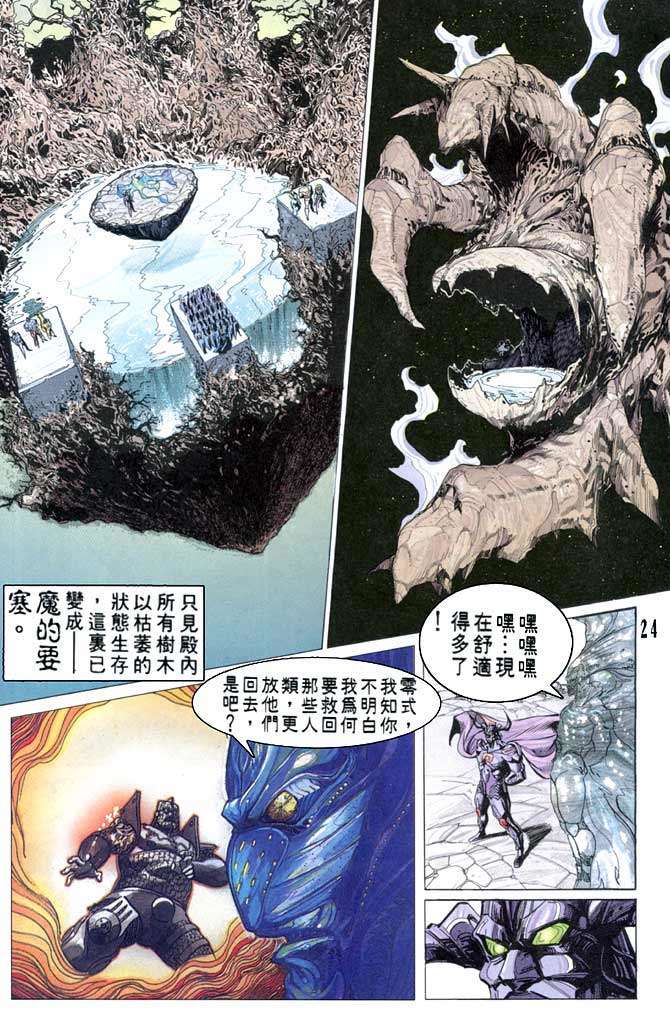 只見殿內
所有樹木
以枯萎的
狀態生存
，這裏已
變成——
魔的要
塞。
24
嘿嘿嘿
嘿…現
在舒適
得多了
！
零式，
我知你
不明白
我爲何
要救回
那些人
類，更
放他們
回去，
是吧？